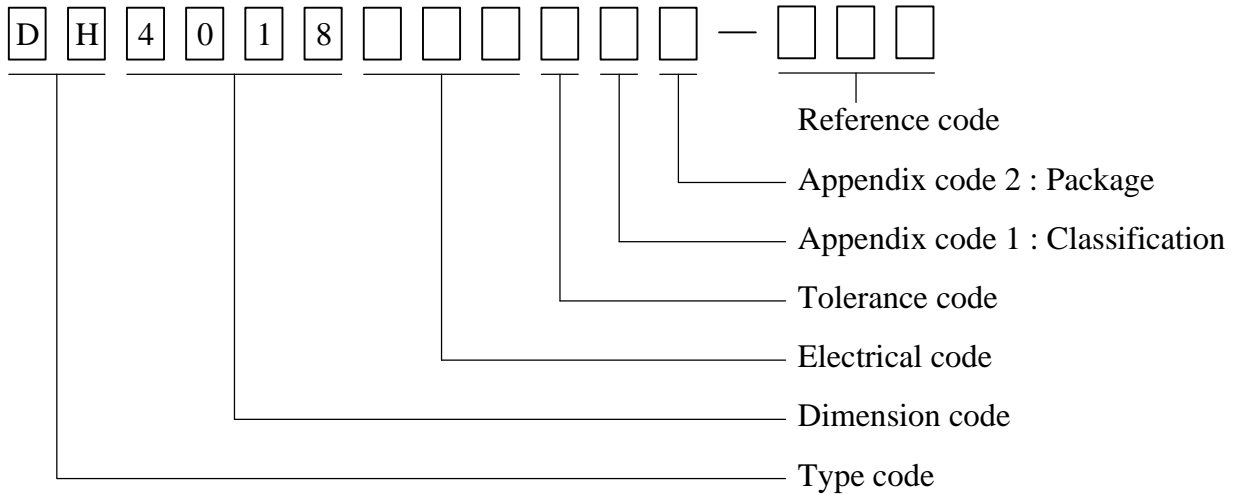 D H 4 0 1 8 —
Reference code
Appendix code 2 : Package
Appendix code 1 : Classification
Tolerance code
Electrical code
Dimension code
Type code